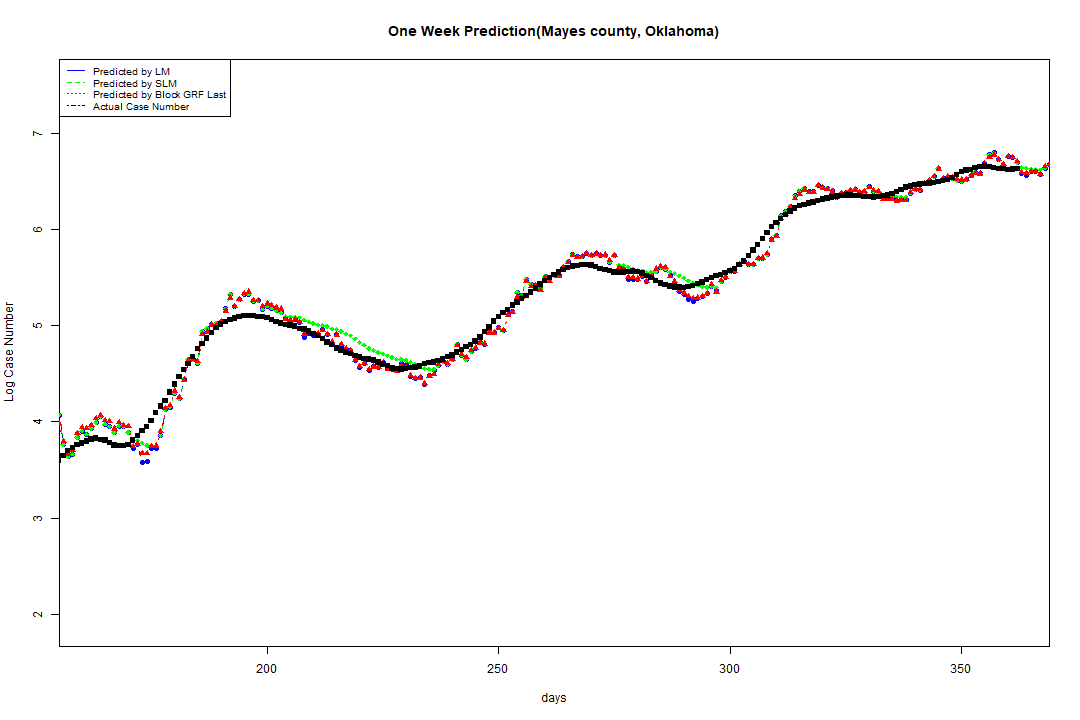 One Week Prediction(Mayes county, Oklahoma)
Predicted by LM
Predicted by SLM
Predicted by Block GRF Last
Actual Case Number
7
6
5
4
3
2
Log Case Number
200 250 300 350
days